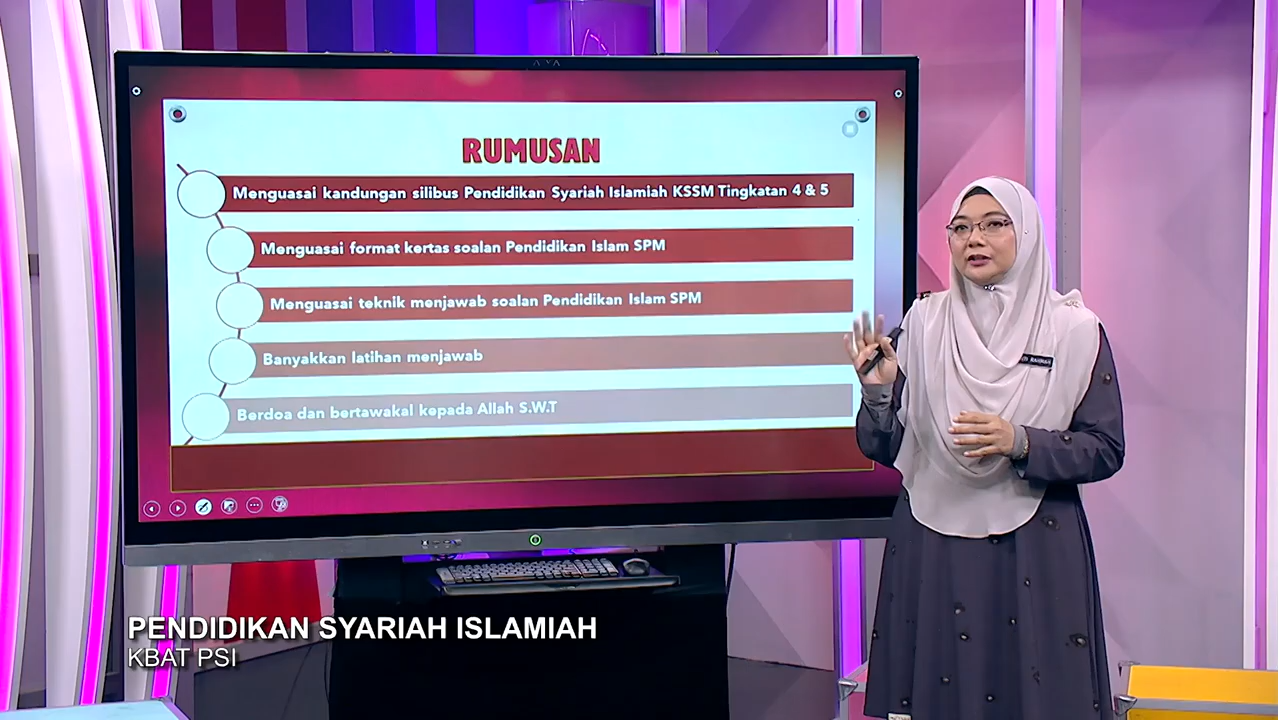 RUMUSAN
Menguasai kandungan silibus Pendidikan Syariah Islamiah KSSM Tingkatan 4 & 5
Menguasai format kertas soalan Pendidikan Islam SPM
Menguasai teknik menjawab soalan Pendidikan Islam SPM
Banyakkan latihan menjawab
Berdoa dan bertawakal kepada Allah S.W.T
PENDIDIKAN SYARIAH ISLAMIAH
KBAT PSI